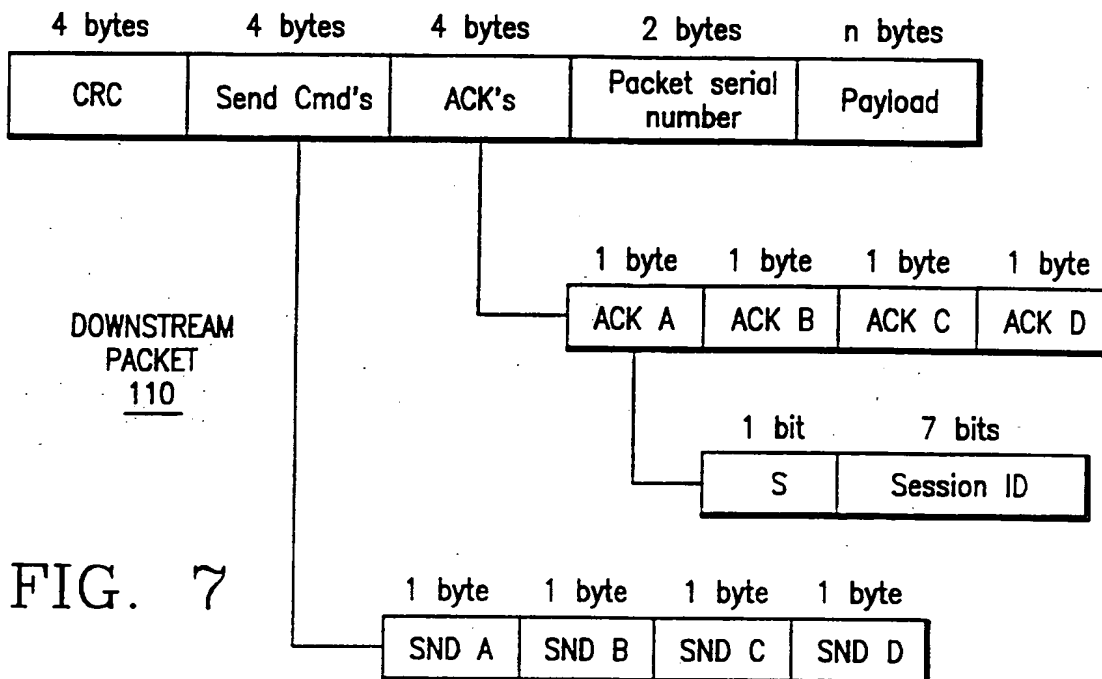 4 bytes 4 bytes 4 bytes 2 bytes n bytes
CRC Send Cmd's ACK's Packet serial number Payload
1 byte 1 byte 1 byte 1 byte
ACK A ACK B ACK C ACK D
DOWNSTREAM
PACKET
110
1 bit 7 bits
S Session ID
FIG. 7
1 byte 1 byte 1 byte 1 byte
SND A SND B SND C SND D